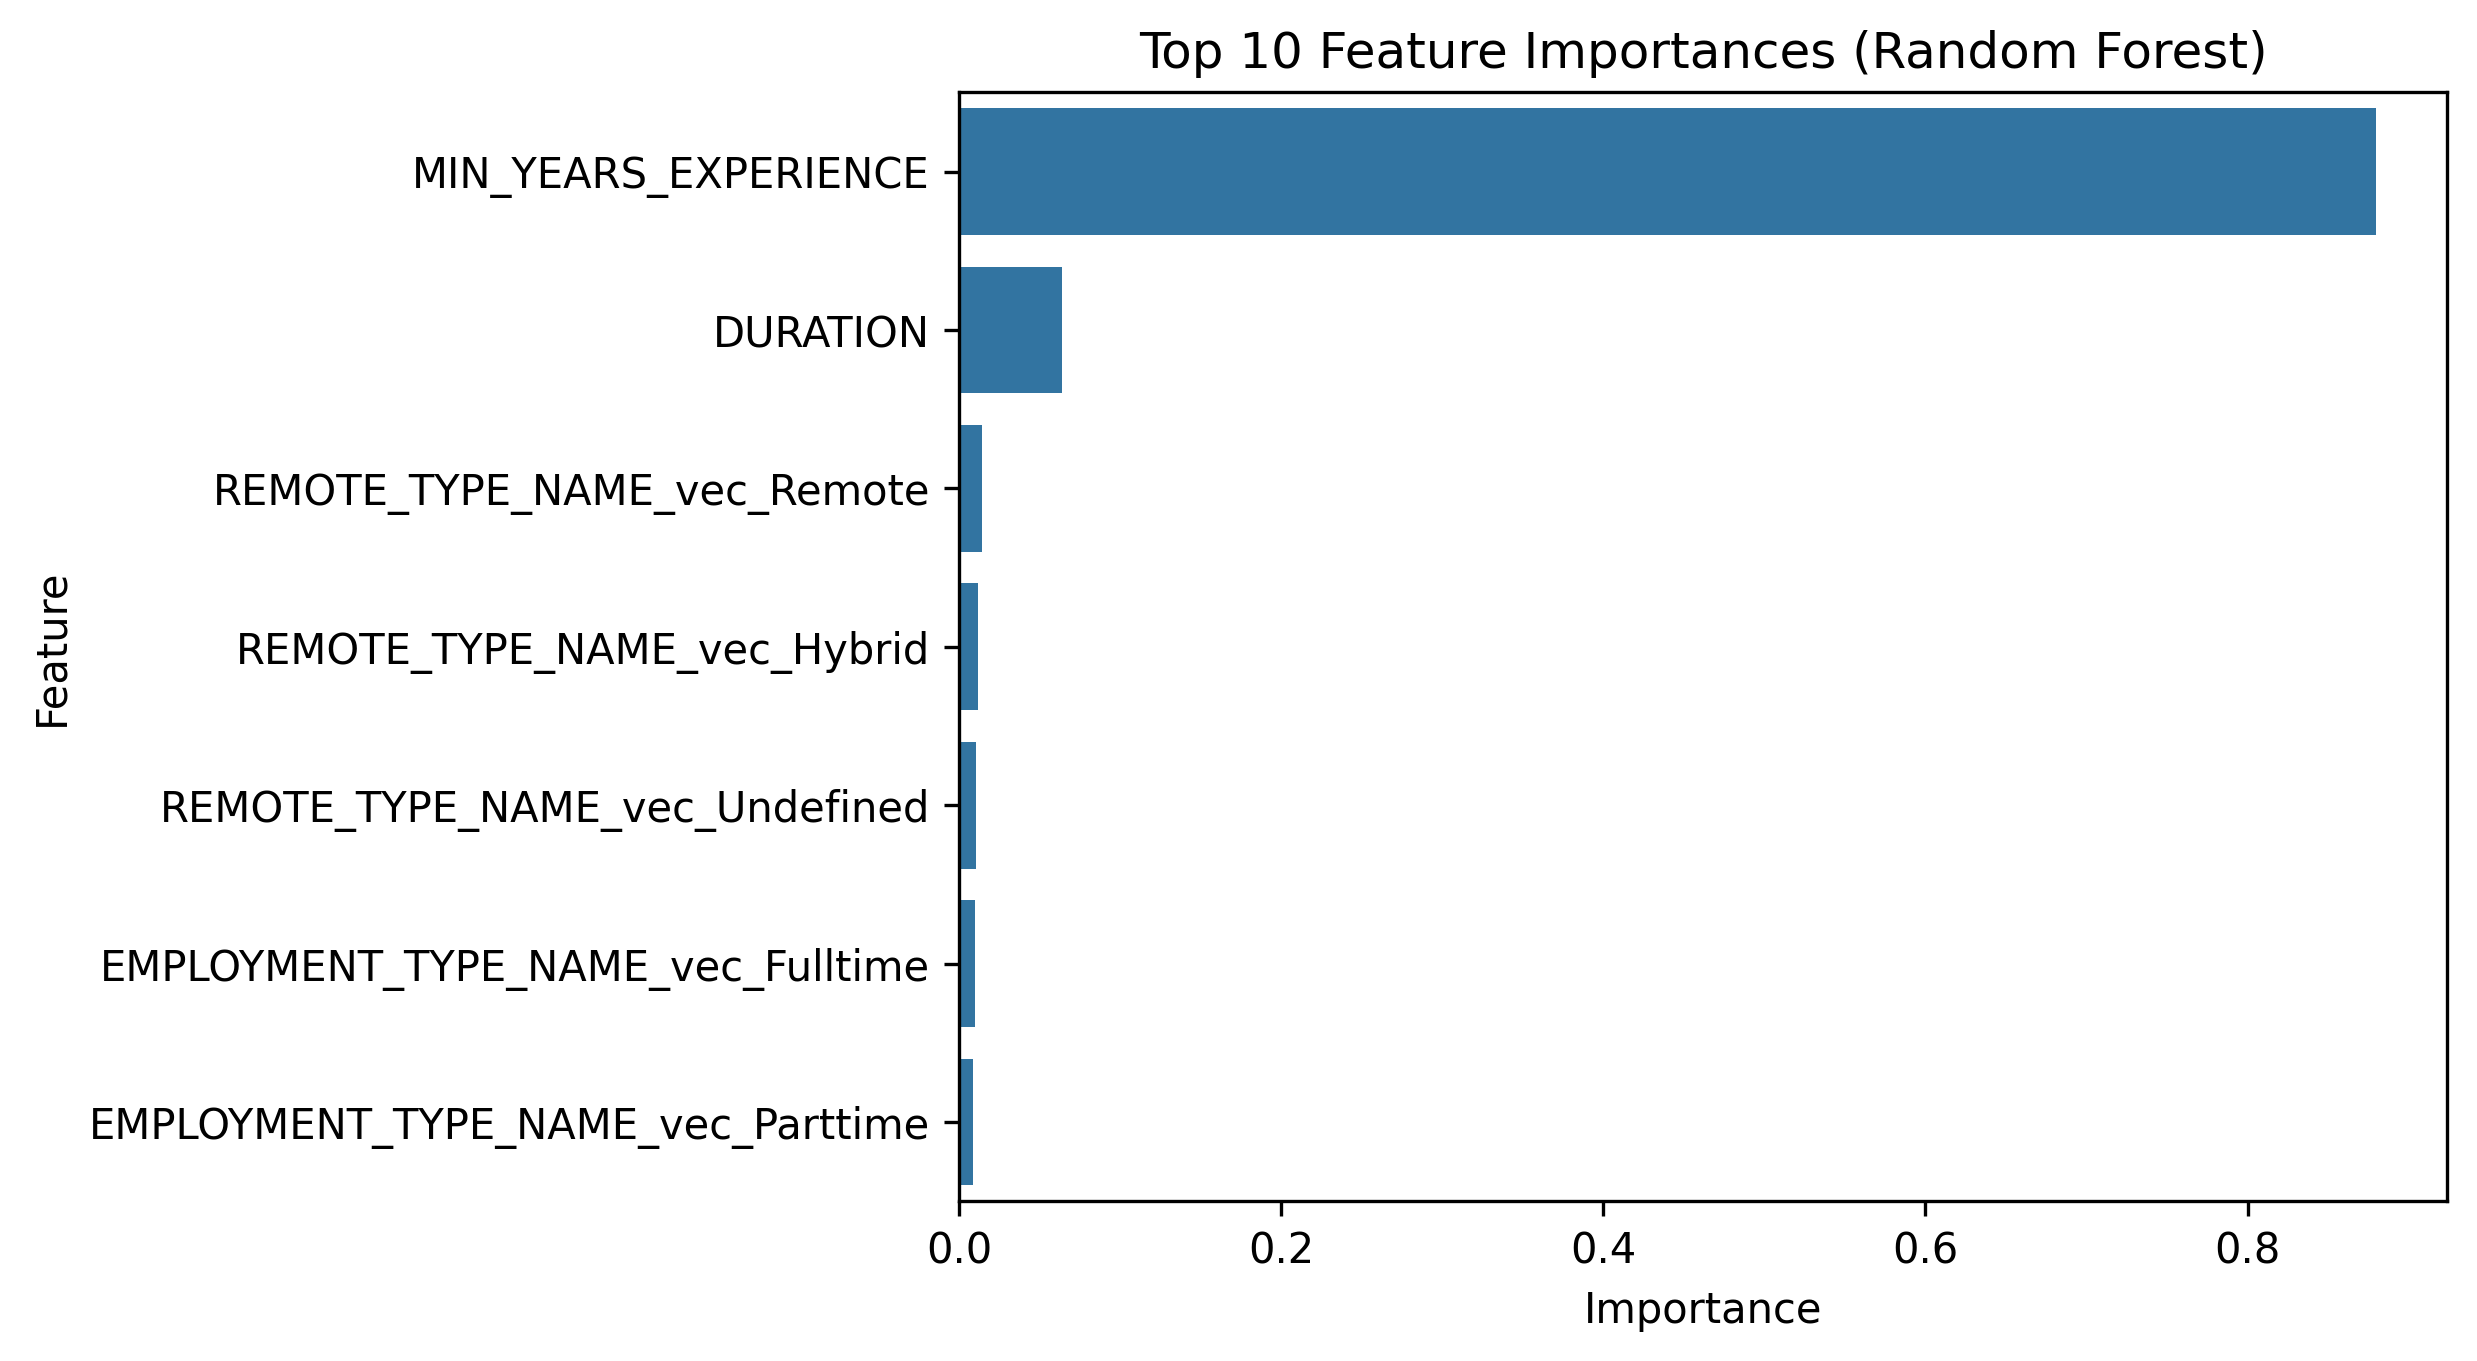 Top 10 Feature Importances (Random Forest)
MIN_YEARS_EXPERIENCE
DURATION
REMOTE_TYPE_NAME_vec_Remote
REMOTE_TYPE_NAME_vec_Hybrid
REMOTE_TYPE_NAME_vec_Undefined
EMPLOYMENT_TYPE_NAME_vec_Fulltime
EMPLOYMENT_TYPE_NAME_vec_Parttime
Feature
0.0 0.2 0.4 0.6 0.8
Importance